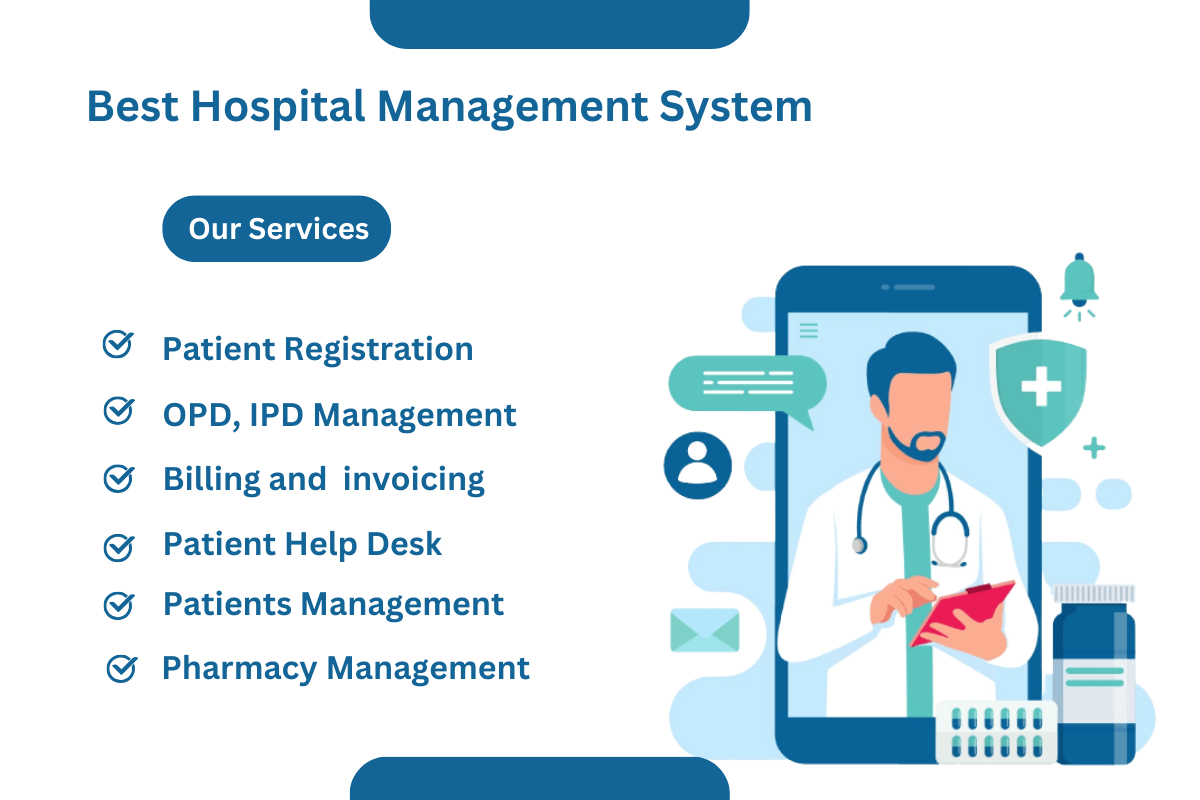 Best Hospital Management System
Our Services
Patient Registration
OPD, IPD Management
Billing and  invoicing
Patient Help Desk
Patients Management
Pharmacy Management